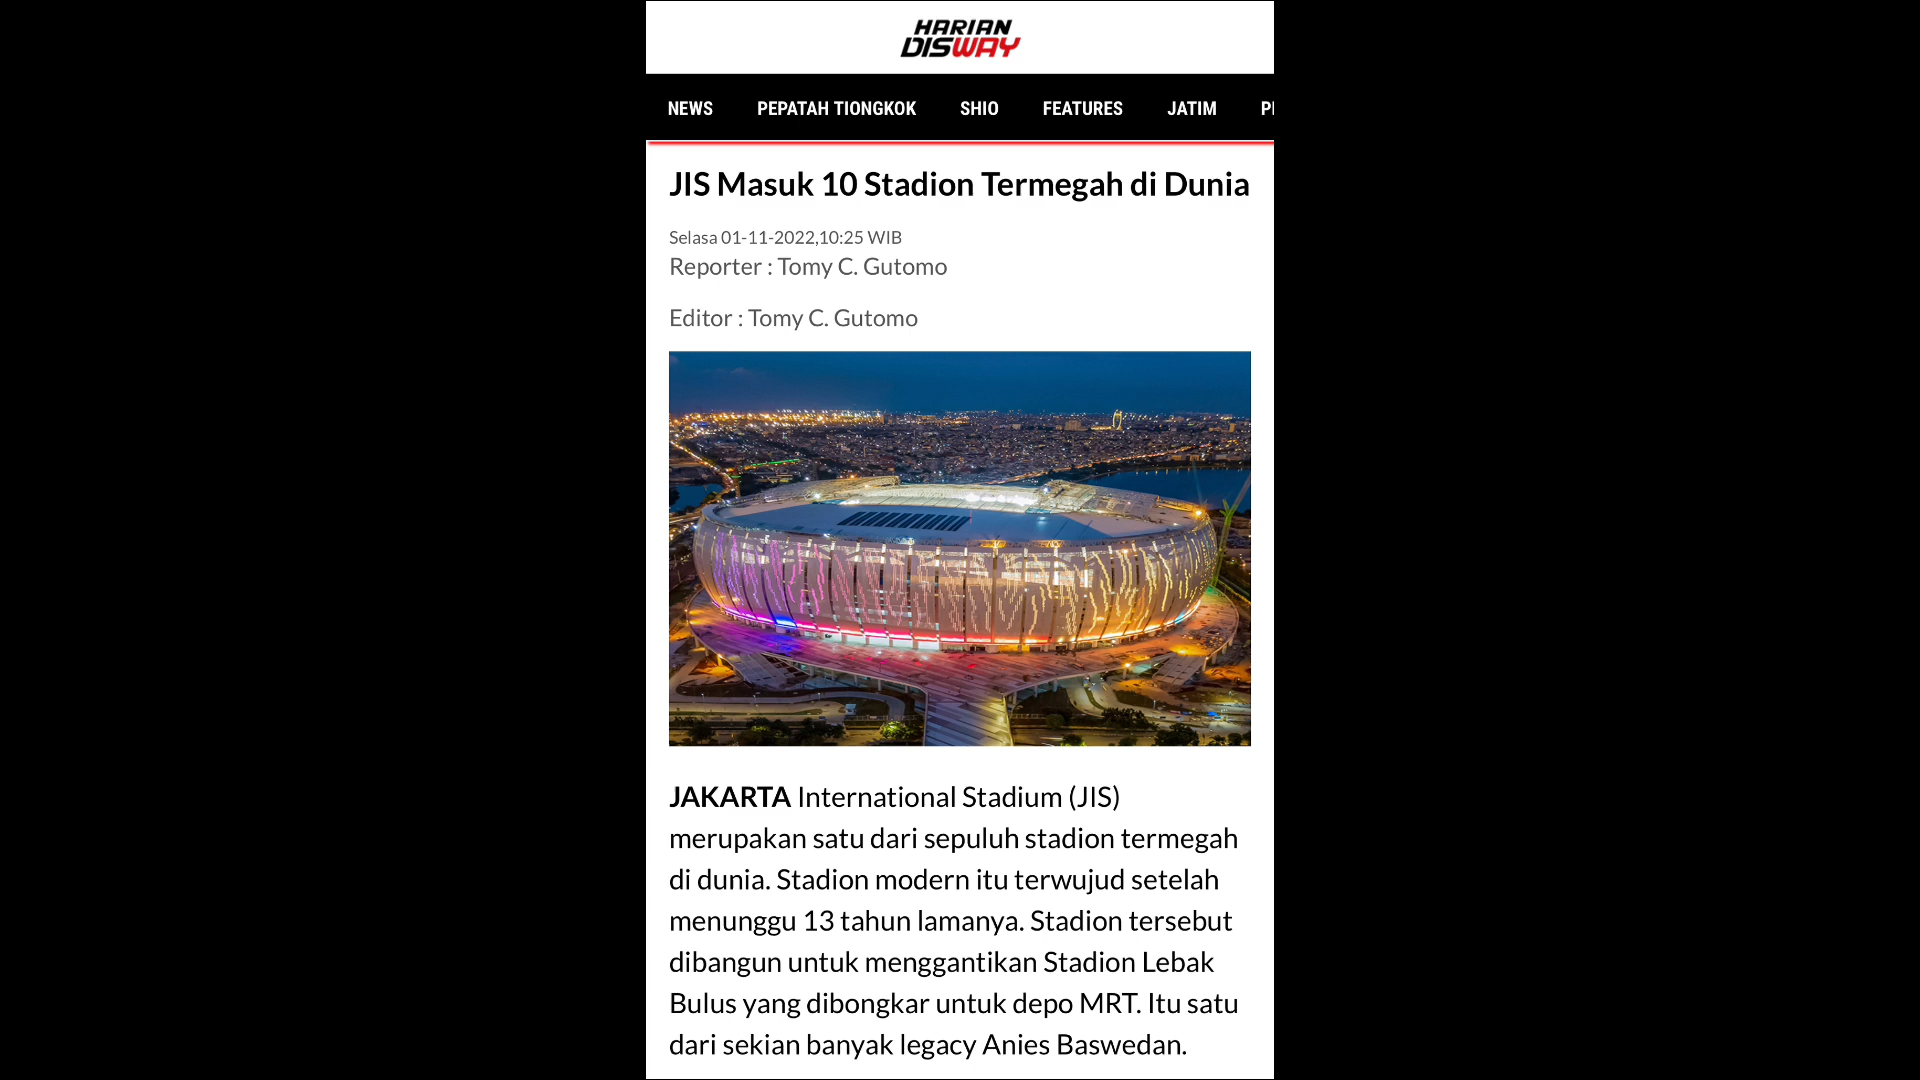 HARIAN
DISWAY
NEWS PEPATAH TIONGKOK SHIO FEATURES JATIM
JIS Masuk 10 Stadion Termegah di Dunia
Selasa 01-11-2022,10:25 WIB
Reporter : Tomy C. Gutomo
Editor : Tomy C. Gutomo
JAKARTA International Stadium (JIS)
merupakan satu dari sepuluh stadion termegah
di dunia. Stadion modern itu terwujud setelah
menunggu 13 tahun lamanya. Stadion tersebut
dibangun untuk menggantikan Stadion Lebak
Bulus yang dibongkar untuk depo MRT. Itu satu
dari sekian banyak legacy Anies Baswedan.